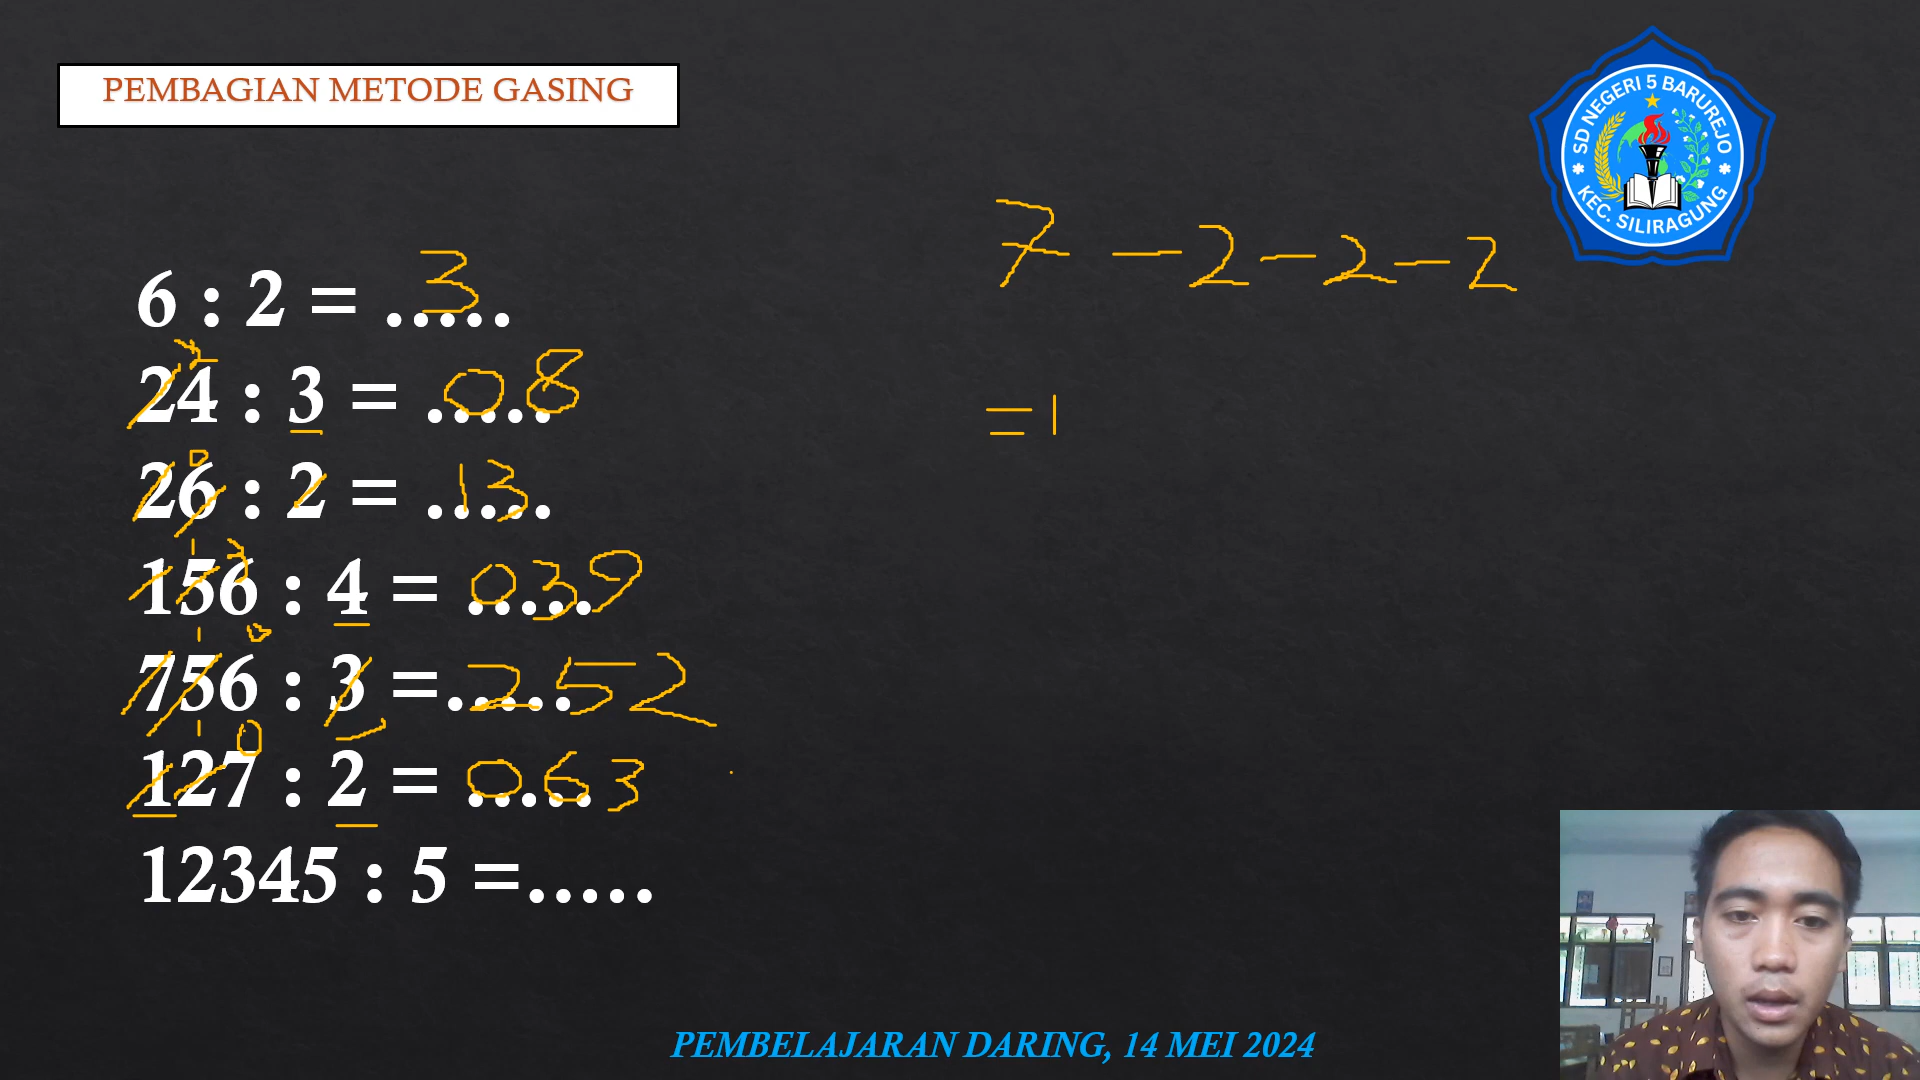 PEMBAGIAN METODE GASING
SD NEGERI 5 BARUREJO
KEC. SILIRAGUNG
7 - 2 - 2 - 2
= 1
6 : 2 = ..... 3
24 : 3 = ..... 08
26 : 2 = ..... 13
156 : 4 = ..... 039
756 : 3 =..... 252
127 : 2 = ..... 063
12345 : 5 =.....
PEMBELAJARAN DARING, 14 MEI 2024